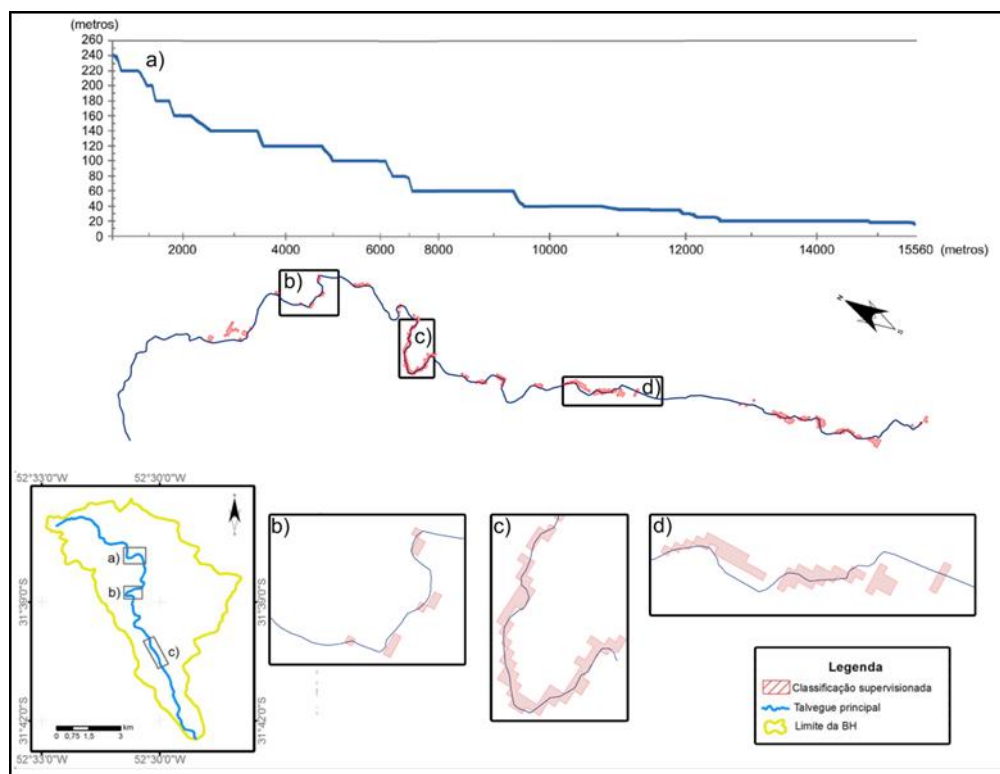 (metros)
260
240
220
200
180
160
140
120
100
80
60
40
20
0
a)
2000
4000
6000
8000
10000
12000
14000
15560
(metros)
b)
c)
d)
N
52°33'0"W
52°30'0"W
a)
b)
c)
31°39'0"S
31°42'0"S
0 0,75 1,5 3
km
52°33'0"W
52°30'0"W
31°39'0"S
31°42'0"S
b)
c)
d)
Legenda
Classificação supervisionada
Talvegue principal
Limite da BH